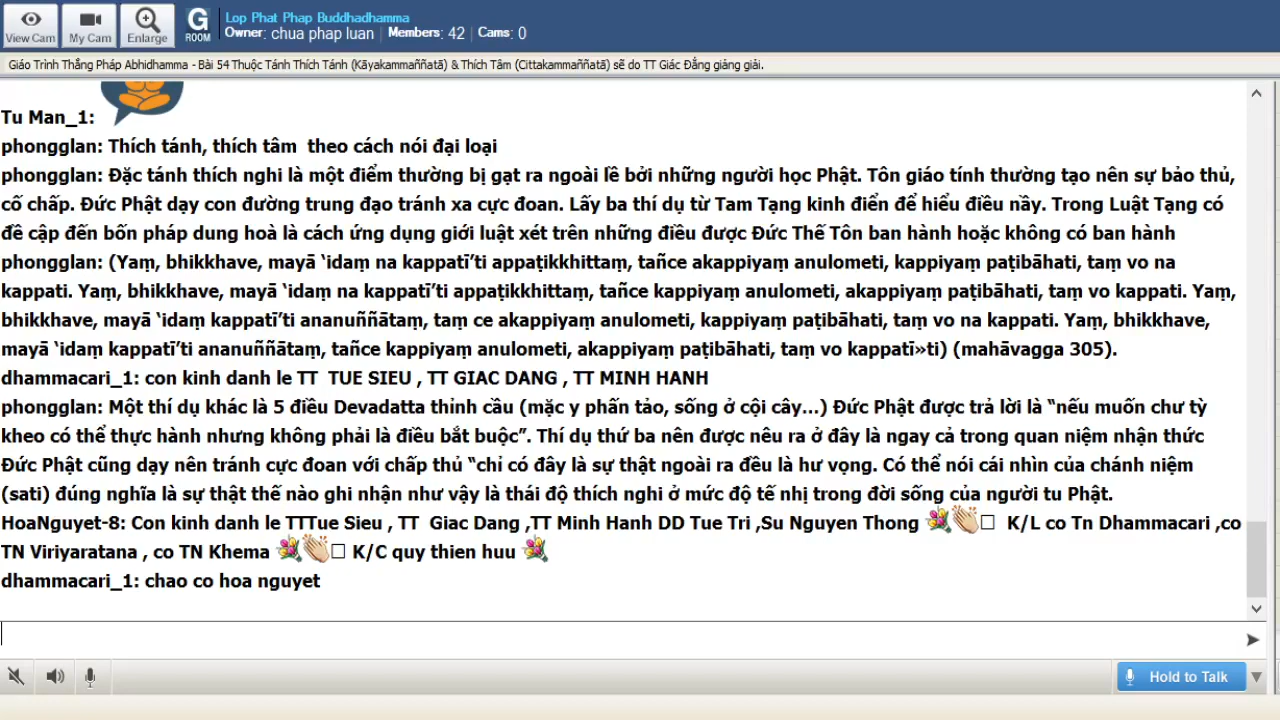 View Cam
My Cam
Enlarge
G
ROOM
Lop Phat Phap Buddhadhamma
Owner: chua phap luan | Members: 42 | Cams: 0
Giáo Trình Thắng Pháp Abhidhamma - Bài 54 Thuộc Tánh Thích Tánh (Kāyakammaññatā) & Thích Tâm (Cittakammaññatā) sẽ do TT Giác Đẳng giảng giải.
Tu Man_1:
phongglan: Thích tánh, thích tâm theo cách nói đại loại
phongglan: Đặc tánh thích nghi là một điểm thường bị gạt ra ngoài lề bởi những người học Phật. Tôn giáo tính thường tạo nên sự bảo thủ,
cố chấp. Đức Phật dạy con đường trung đạo tránh xa cực đoan. Lấy ba thí dụ từ Tam Tạng kinh điển để hiểu điều nầy. Trong Luật Tạng có
đề cập đến bốn pháp dung hoà là cách ứng dụng giới luật xét trên những điều được Đức Thế Tôn ban hành hoặc không có ban hành
phongglan: (Yaṃ, bhikkhave, mayā ‘idaṃ na kappatī’ti appaṭikkhittaṃ, tañce akappiyaṃ anulometi, kappiyaṃ paṭibāhati, taṃ vo na
kappati. Yaṃ, bhikkhave, mayā ‘idaṃ na kappatī’ti appaṭikkhittaṃ, tañce kappiyaṃ anulometi, akappiyaṃ paṭibāhati, taṃ vo kappati. Yaṃ,
bhikkhave, mayā ‘idaṃ kappatī’ti ananuññātaṃ, taṃ ce akappiyaṃ anulometi, kappiyaṃ paṭibāhati, taṃ vo na kappati. Yaṃ, bhikkhave,
mayā ‘idaṃ kappatī’ti ananuññātaṃ, tañce kappiyaṃ anulometi, akappiyaṃ paṭibāhati, taṃ vo kappatī»ti) (mahāvagga 305).
dhammacari_1: con kinh danh le TT TUE SIEU , TT GIAC DANG , TT MINH HANH
phongglan: Một thí dụ khác là 5 điều Devadatta thỉnh cầu (mặc y phấn tảo, sống ở cội cây…) Đức Phật được trả lời là “nếu muốn chư tỳ
kheo có thể thực hành nhưng không phải là điều bắt buộc”. Thí dụ thứ ba nên được nêu ra ở đây là ngay cả trong quan niệm nhận thức
Đức Phật cũng dạy nên tránh cực đoan với chấp thủ “chỉ có đây là sự thật ngoài ra đều là hư vọng. Có thể nói cái nhìn của chánh niệm
(sati) đúng nghĩa là sự thật thế nào ghi nhận như vậy là thái độ thích nghi ở mức độ tế nhị trong đời sống của người tu Phật.
HoaNguyet-8: Con kinh danh le TTTue Sieu , TT Giac Dang ,TT Minh Hanh DD Tue Tri ,Su Nguyen Thong 💐👏 K/L co Tn Dhammacari ,co
TN Viriyaratana , co TN Khema 💐👏 K/C quy thien huu 💐
dhammacari_1: chao co hoa nguyet
Hold to Talk